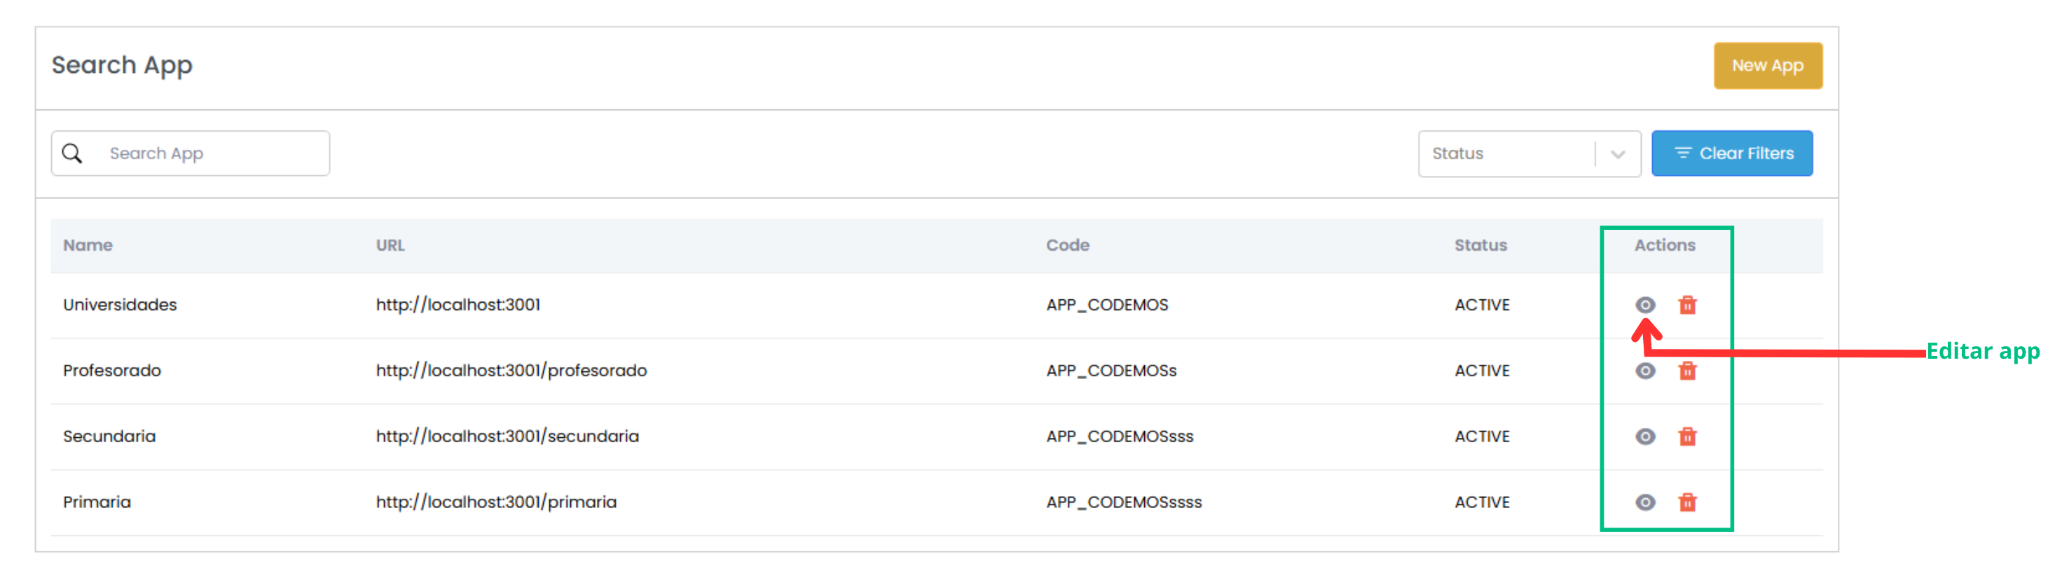 Search App
New App
Search App
Status
Clear Filters
Name URL Code Status Actions
Universidades http://localhost:3001 APP_CODEMOS ACTIVE
Editar app
Profesorado http://localhost:3001/profesorado APP_CODEMOSs ACTIVE
Secundaria http://localhost:3001/secundaria APP_CODEMOSsss ACTIVE
Primaria http://localhost:3001/primaria APP_CODEMOSssss ACTIVE